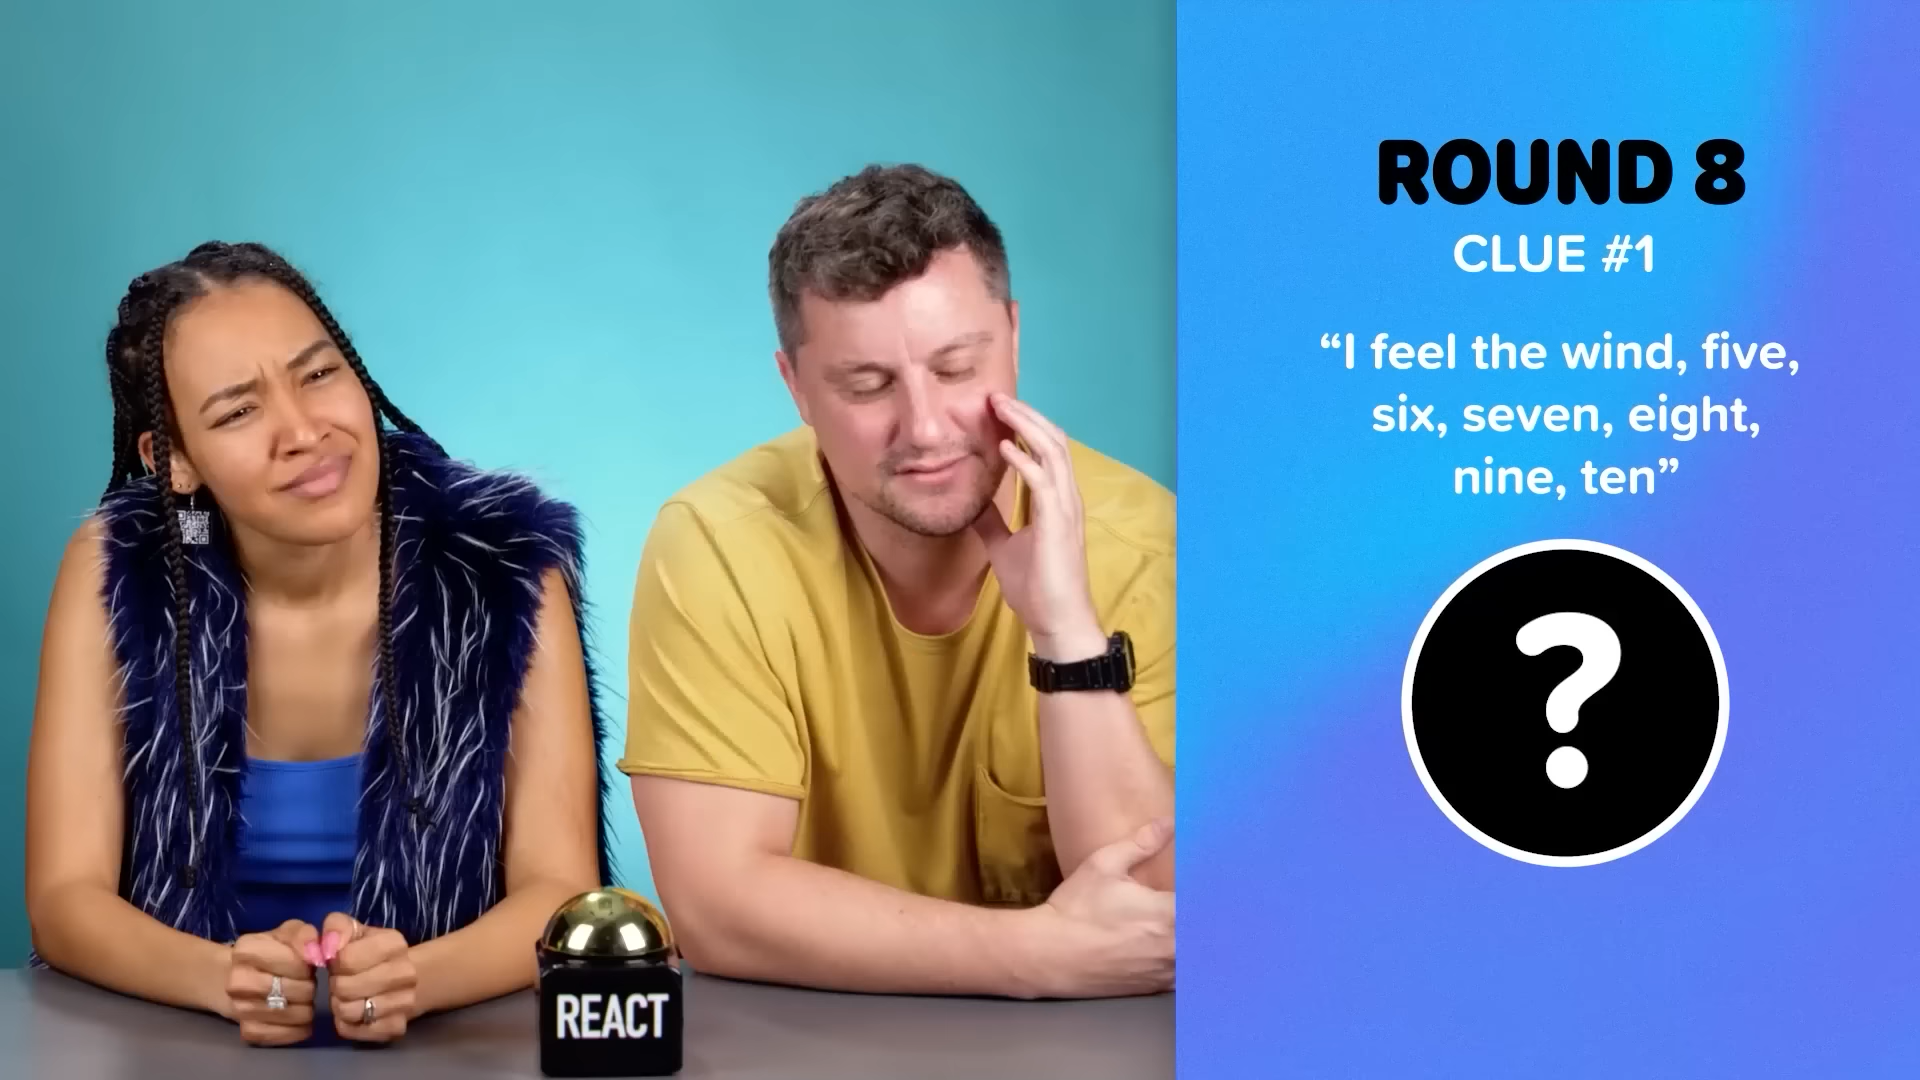 ROUND 8
CLUE #1
“I feel the wind, five,
six, seven, eight,
nine, ten”
?
REACT